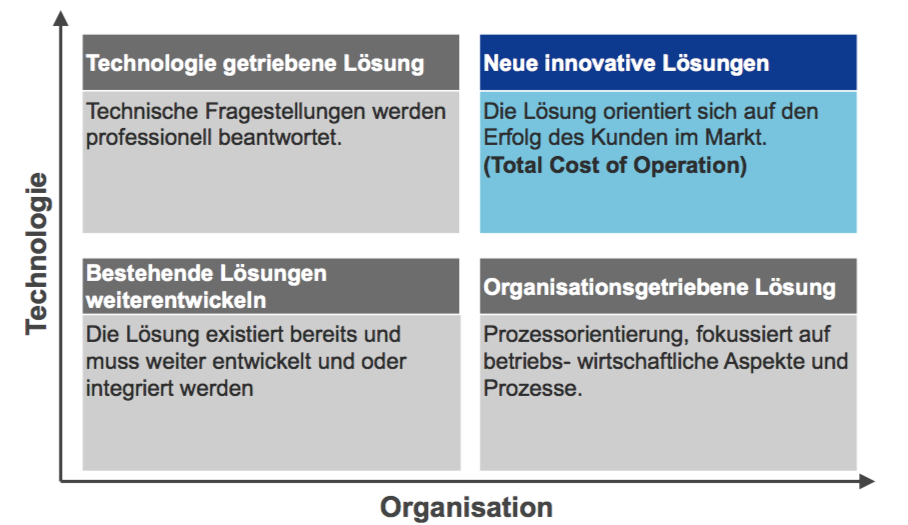 Technologie getriebene Lösung
Technische Fragestellungen werden
professionell beantwortet.
Neue innovative Lösungen
Die Lösung orientiert sich auf den
Erfolg des Kunden im Markt.
(Total Cost of Operation)
Bestehende Lösungen
weiterentwickeln
Die Lösung existiert bereits und
muss weiter entwickelt und oder
integriert werden
Organisationsgetriebene Lösung
Prozessorientierung, fokussiert auf
betriebs- wirtschaftliche Aspekte und
Prozesse.
Technologie
Organisation